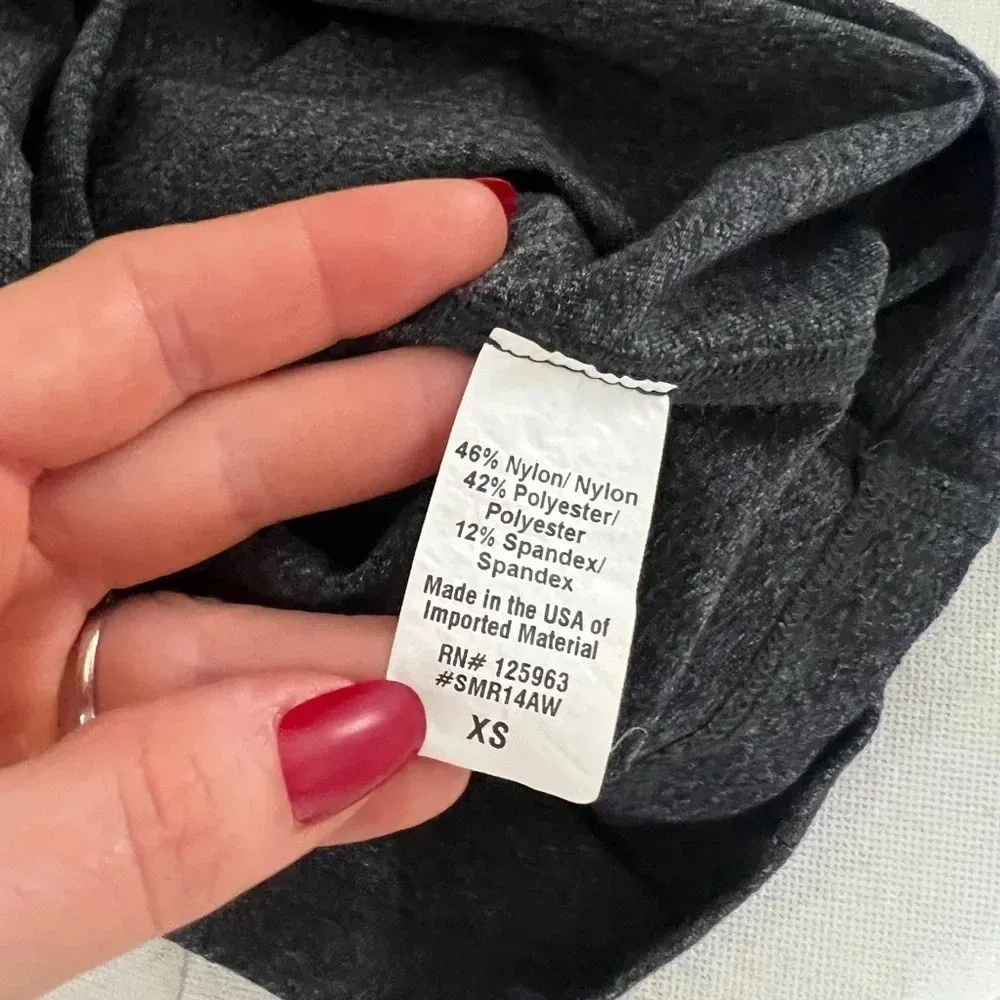 46% Nylon/ Nylon
42% Polyester/
Polyester
12% Spandex/
Spandex
Made in the USA of
Imported Material
RN# 125963
#SMR14AW
XS